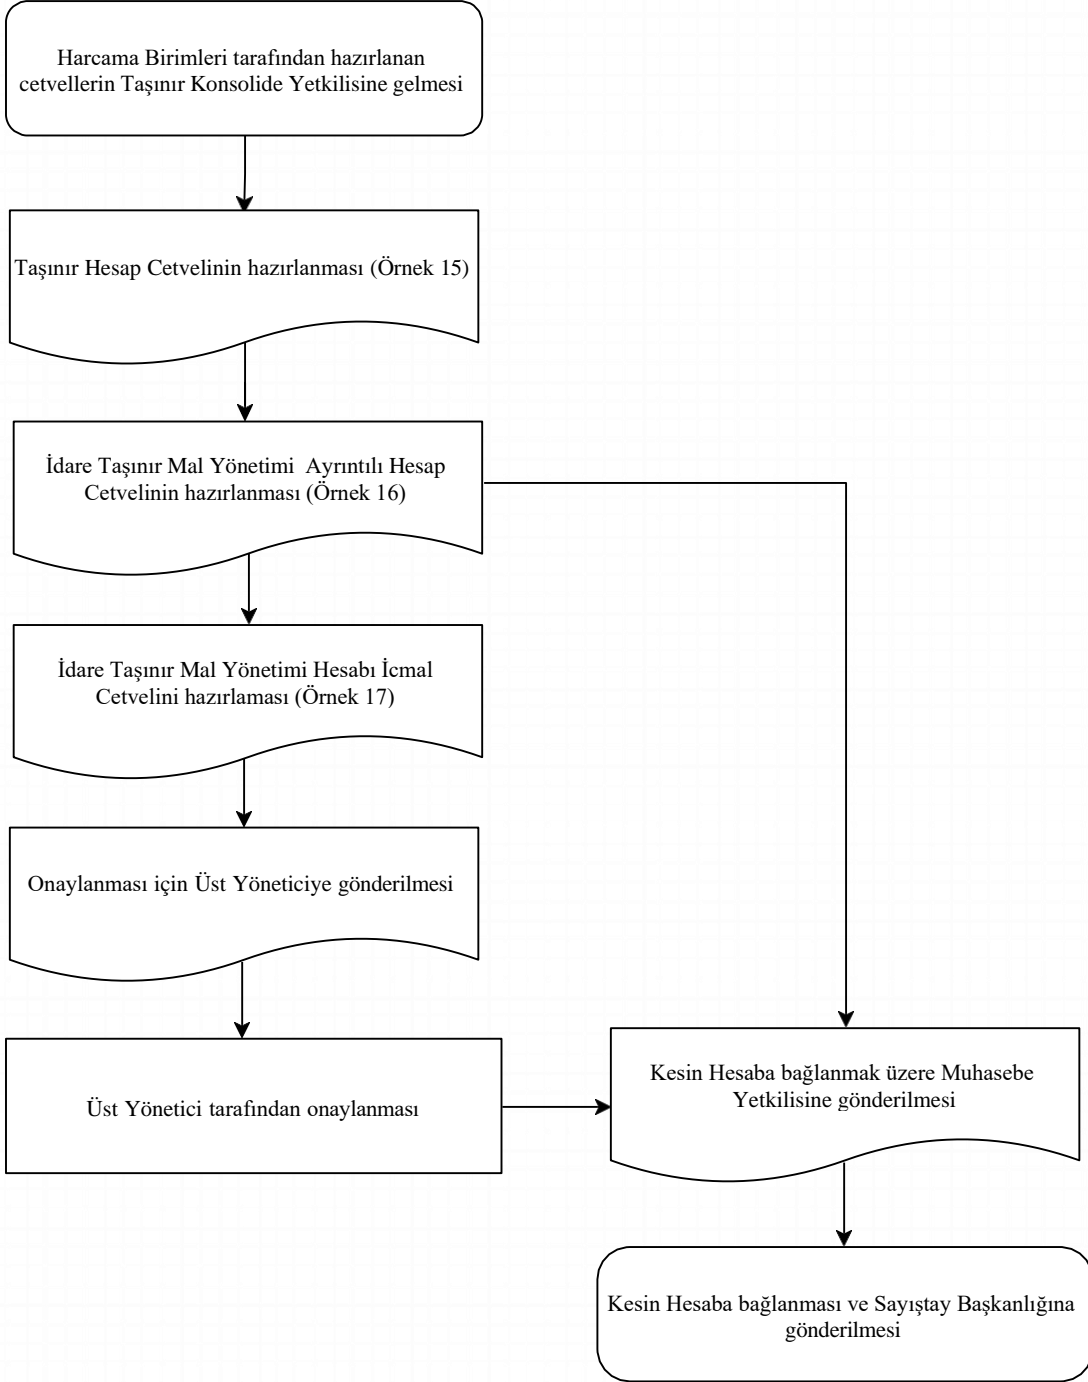 Harcama Birimleri tarafından hazırlanan
cetvellerin Taşınır Konsolide Yetkilisine gelmesi
Taşınır Hesap Cetvelinin hazırlanması (Örnek 15)
İdare Taşınır Mal Yönetimi  Ayrıntılı Hesap
Cetvelinin hazırlanması (Örnek 16)
İdare Taşınır Mal Yönetimi Hesabı İcmal
Cetvelini hazırlaması (Örnek 17)
Onaylanması için Üst Yöneticiye gönderilmesi
Üst Yönetici tarafından onaylanması
Kesin Hesaba bağlanmak üzere Muhasebe
Yetkilisine gönderilmesi
Kesin Hesaba bağlanması ve Sayıştay Başkanlığına
gönderilmesi